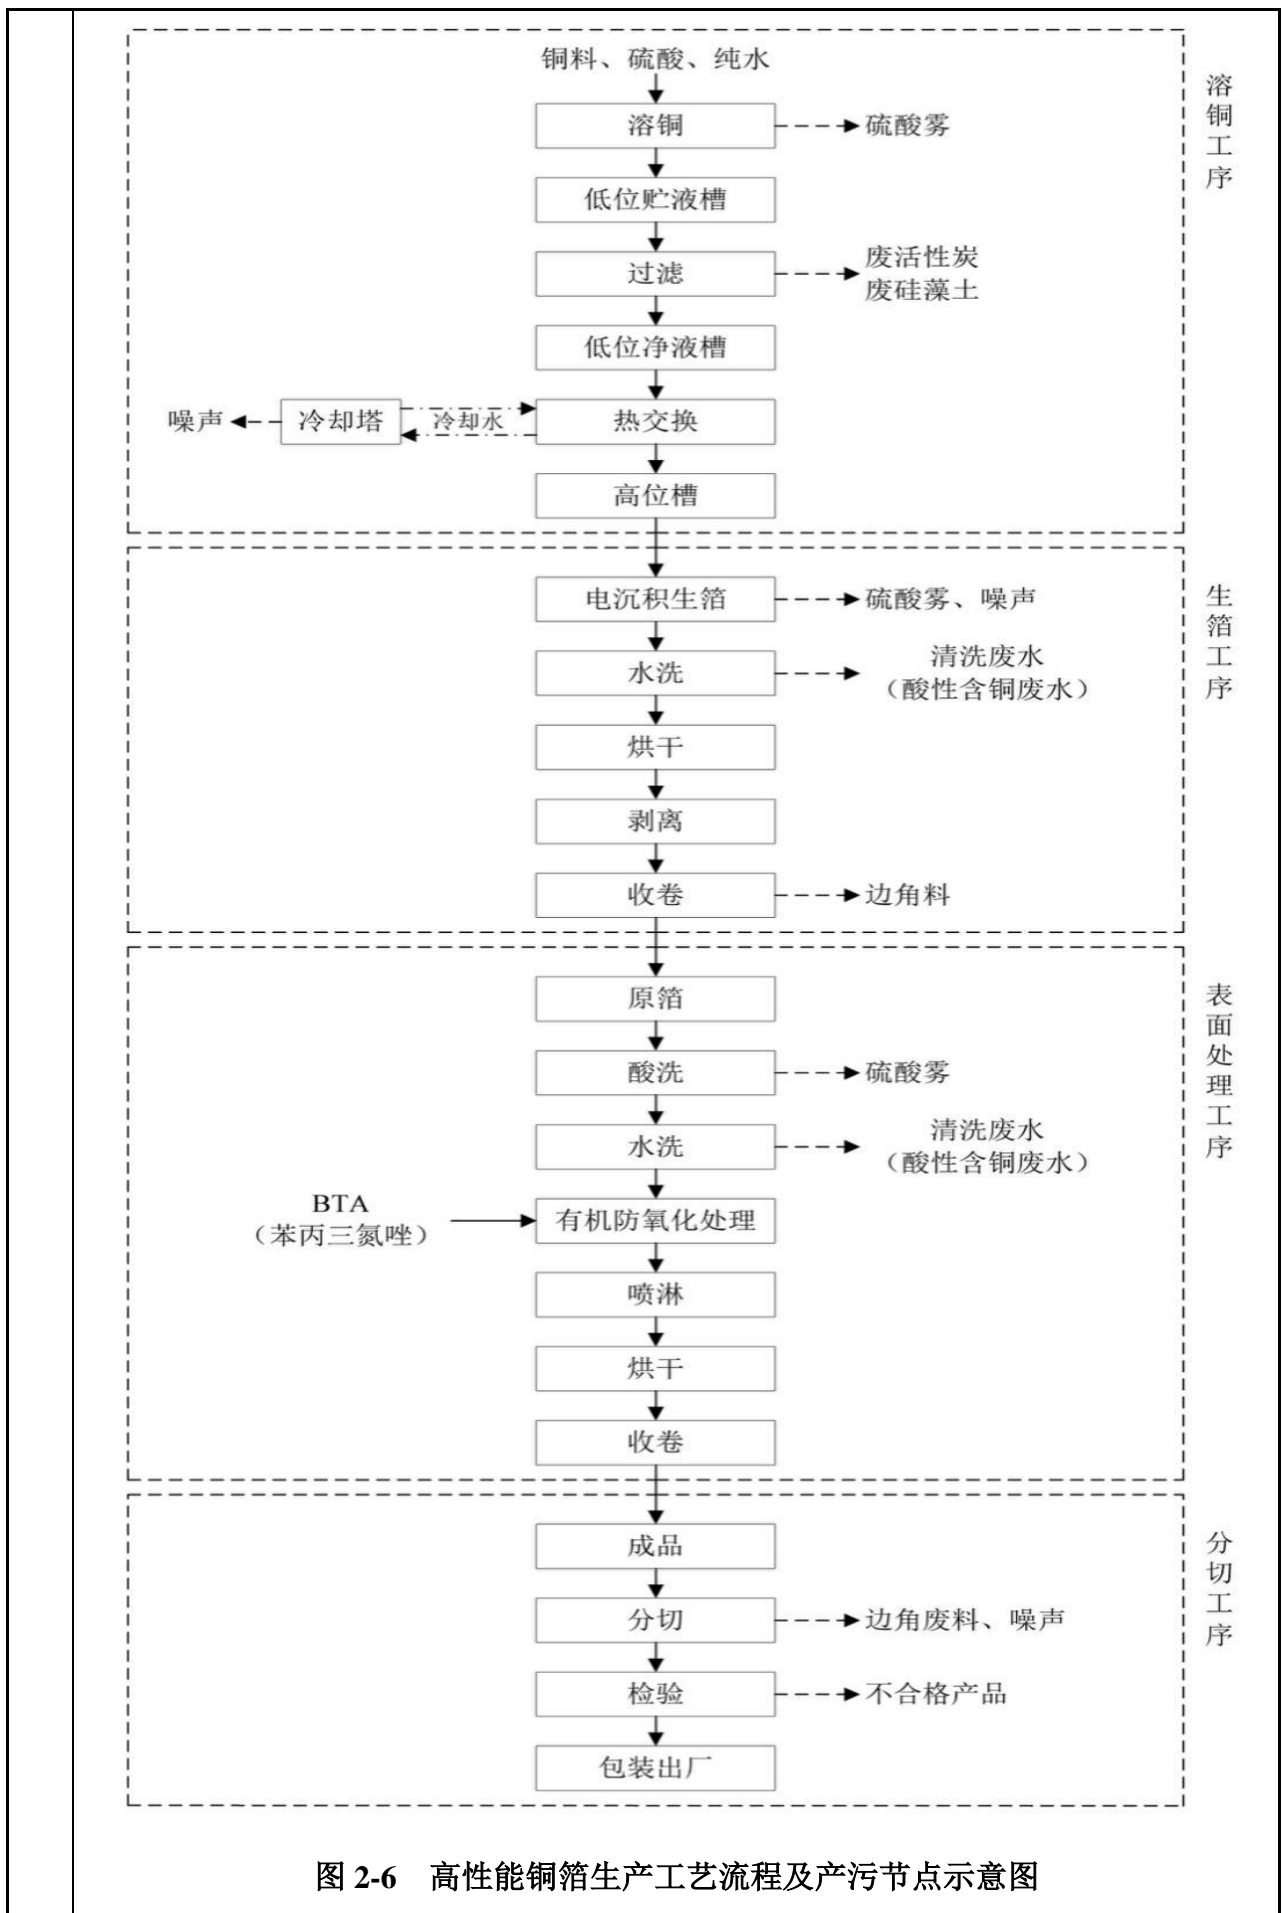 铜料、硫酸、纯水
溶铜
硫酸雾
低位贮液槽
过滤
废活性炭
废硅藻土
低位净液槽
噪声
冷却塔
冷却水
热交换
高位槽
溶铜工序
电沉积生箔
硫酸雾、噪声
水洗
清洗废水
（酸性含铜废水）
烘干
剥离
收卷
边角料
生箔工序
原箔
酸洗
硫酸雾
水洗
清洗废水
（酸性含铜废水）
BTA
（苯丙三氮唑）
有机防氧化处理
喷淋
烘干
收卷
表面处理工序
成品
分切
边角废料、噪声
检验
不合格产品
包装出厂
分切工序
图 2-6 高性能铜箔生产工艺流程及产污节点示意图